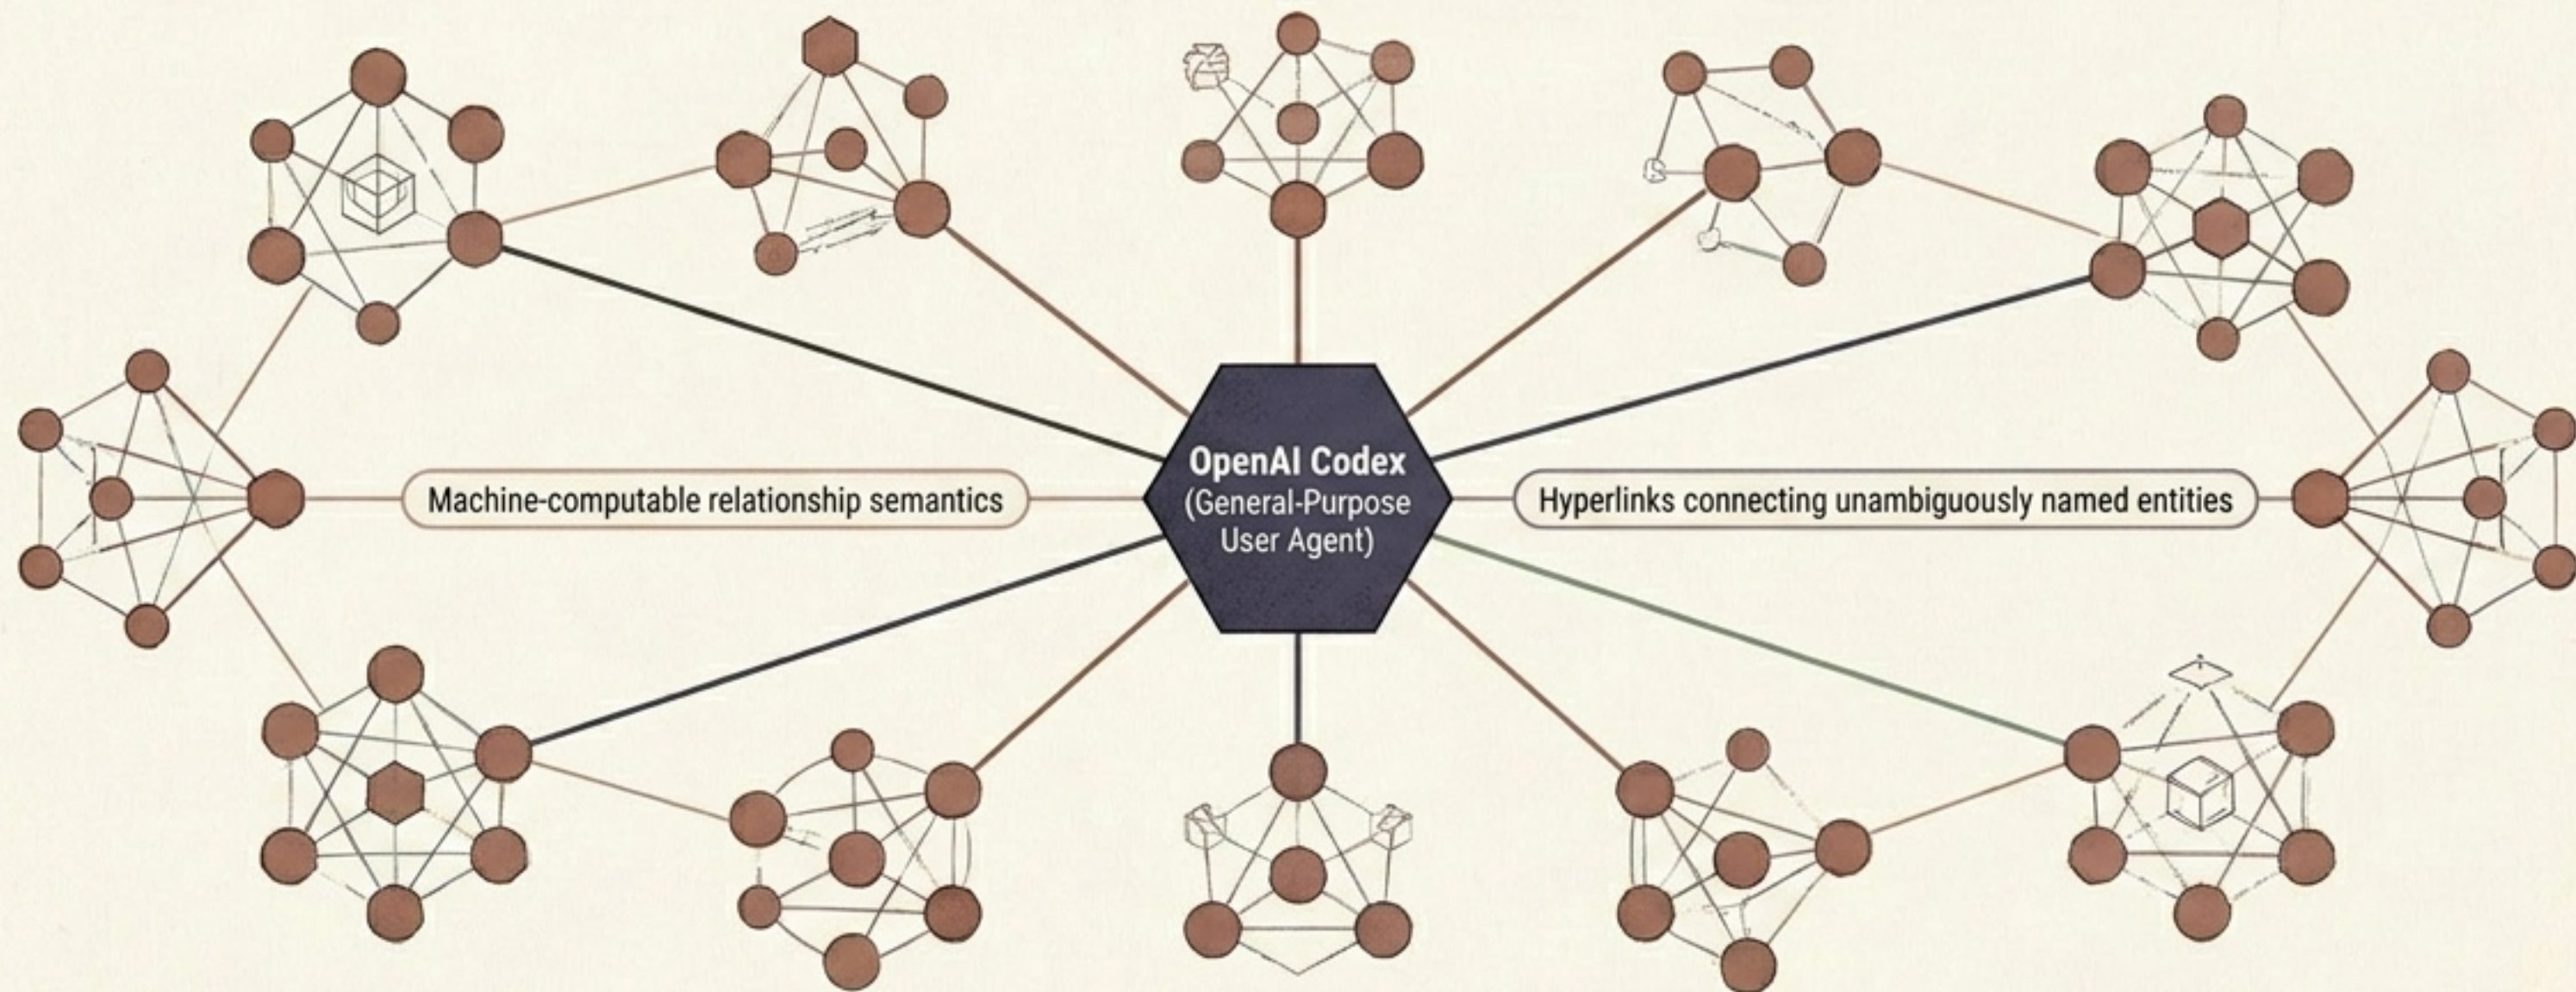 Machine-computable relationship semantics
OpenAI Codex
(General-Purpose
User Agent)
Hyperlinks connecting unambiguously named entities